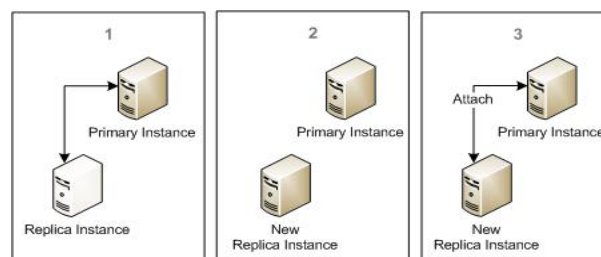 1
Primary Instance
Replica Instance
2
Primary Instance
New
Replica Instance
3
Attach
Primary Instance
New
Replica Instance